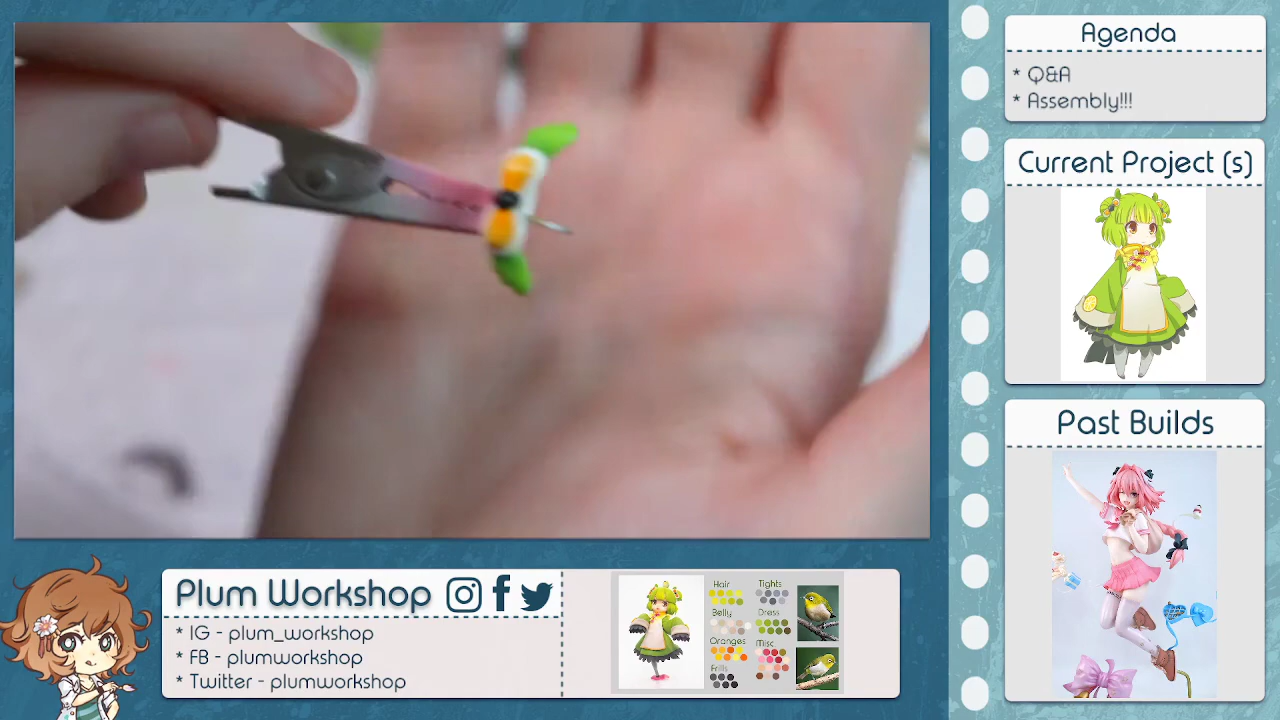 Agenda
* Q&A
* Assembly!!!
Current Project (s)
Past Builds
Plum Workshop
* IG - plum_workshop
* FB - plumworkshop
* Twitter - plumworkshop
Hair
Tights
Belly
Dress
Oranges
Misc
Frills